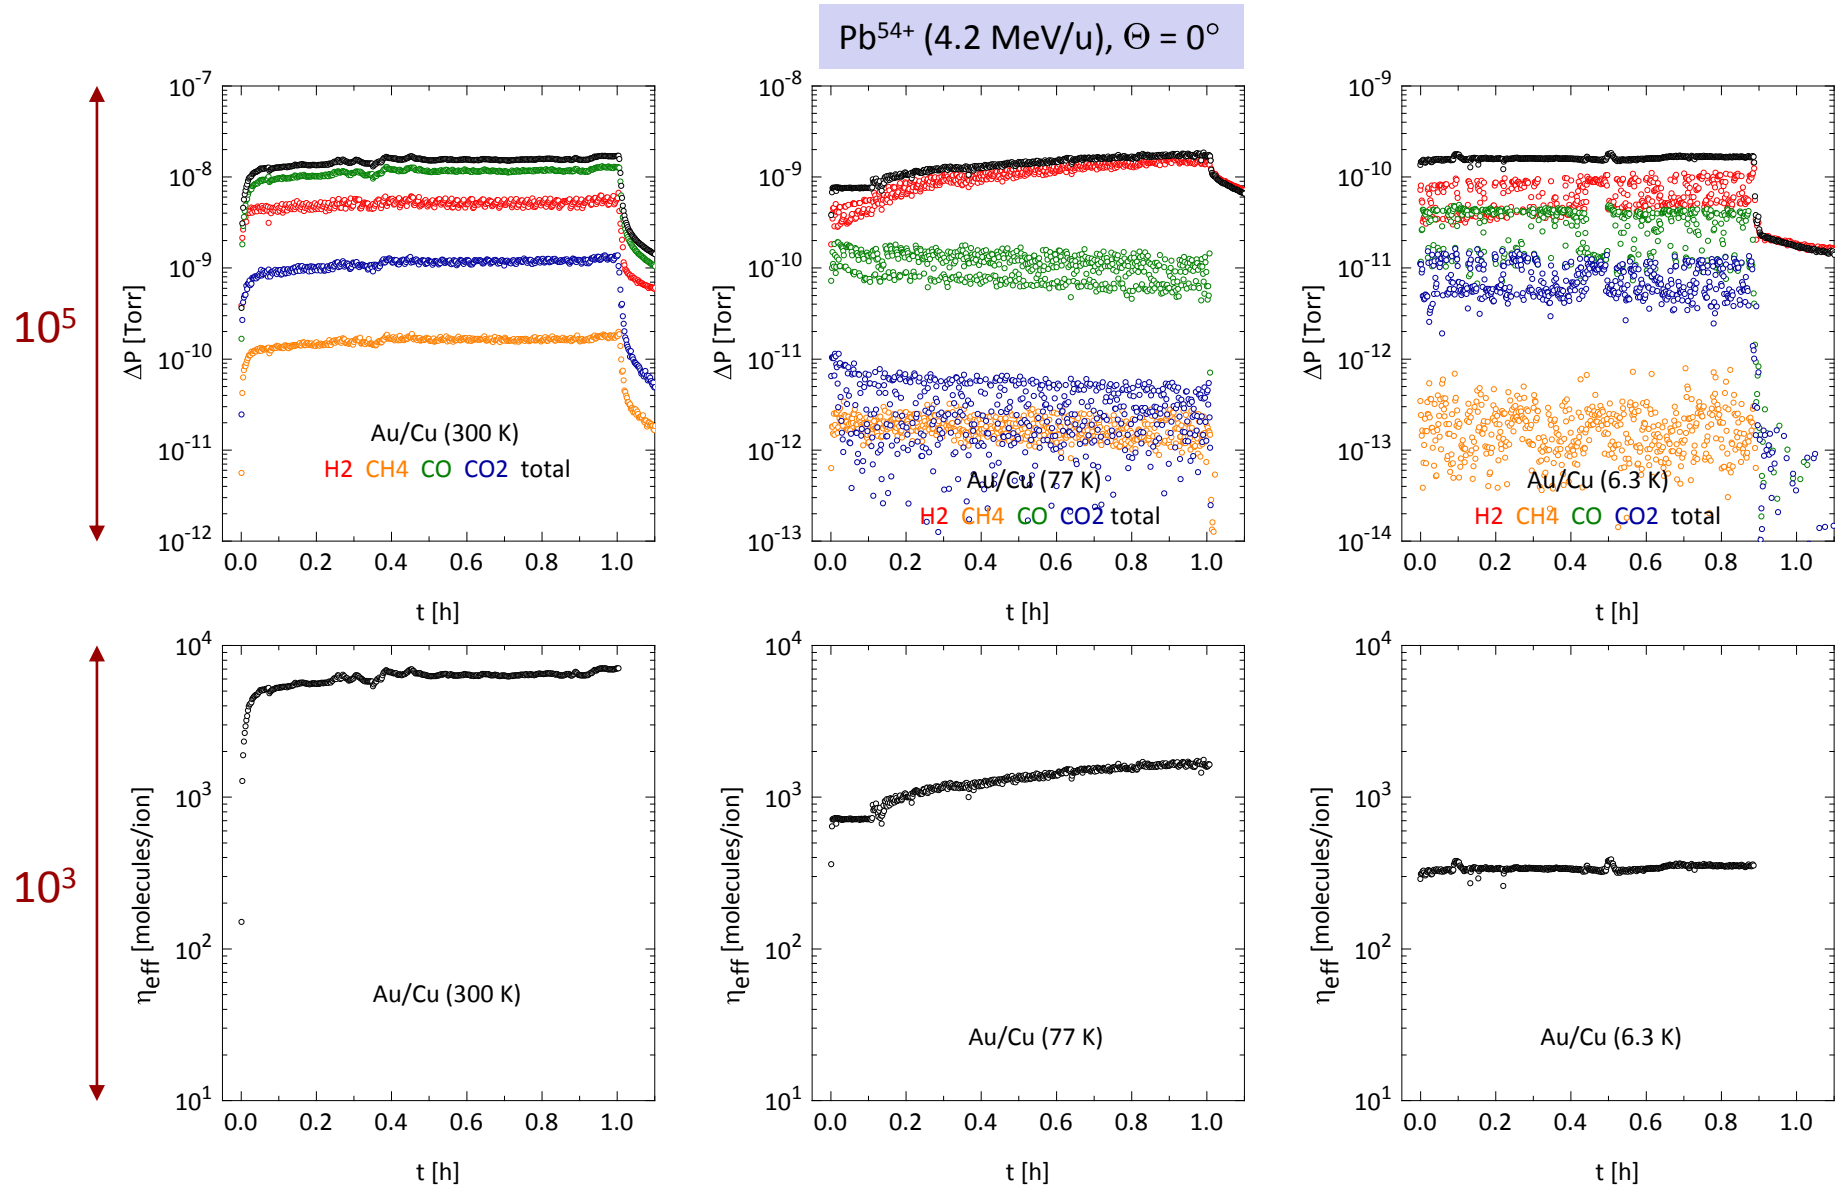 Pb⁵⁴⁺ (4.2 MeV/u), Θ = 0°
10⁵
ΔP [Torr]
10⁻⁷
10⁻⁸
10⁻⁹
10⁻¹⁰
10⁻¹¹
10⁻¹²
Au/Cu (300 K)
H2 CH4 CO CO2 total
0.0 0.2 0.4 0.6 0.8 1.0
t [h]
ΔP [Torr]
10⁻⁸
10⁻⁹
10⁻¹⁰
10⁻¹¹
10⁻¹²
10⁻¹³
Au/Cu (77 K)
H2 CH4 CO CO2 total
0.0 0.2 0.4 0.6 0.8 1.0
t [h]
ΔP [Torr]
10⁻⁹
10⁻¹⁰
10⁻¹¹
10⁻¹²
10⁻¹³
10⁻¹⁴
Au/Cu (6.3 K)
H2 CH4 CO CO2 total
0.0 0.2 0.4 0.6 0.8 1.0
t [h]
10³
ηeff [molecules/ion]
10⁴
10³
10²
10¹
Au/Cu (300 K)
0.0 0.2 0.4 0.6 0.8 1.0
t [h]
ηeff [molecules/ion]
10⁴
10³
10²
10¹
Au/Cu (77 K)
0.0 0.2 0.4 0.6 0.8 1.0
t [h]
ηeff [molecules/ion]
10⁴
10³
10²
10¹
Au/Cu (6.3 K)
0.0 0.2 0.4 0.6 0.8 1.0
t [h]